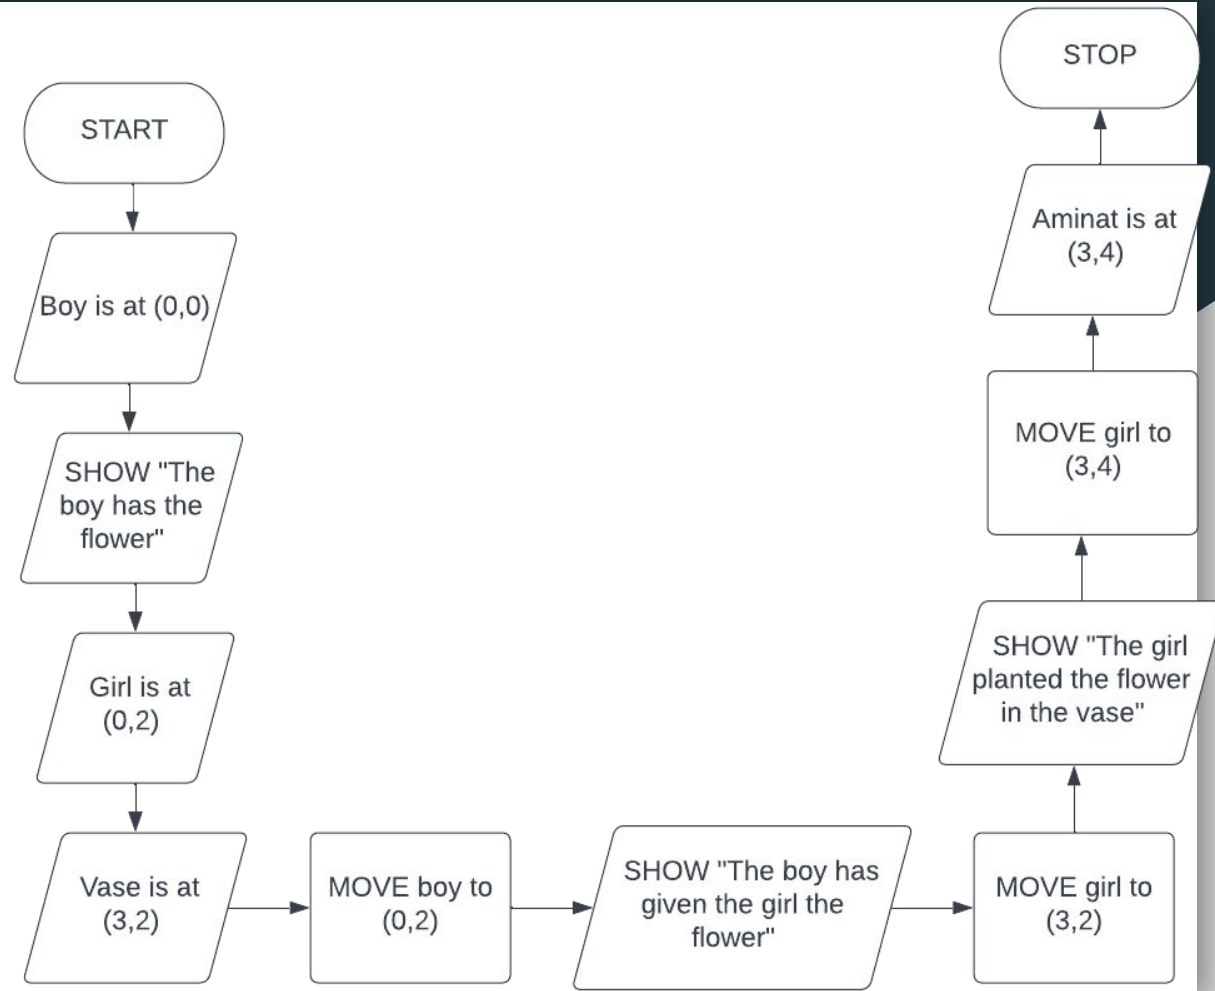 START
Boy is at (0,0)
SHOW "The
boy has the
flower"
Girl is at
(0,2)
Vase is at
(3,2)
MOVE boy to
(0,2)
SHOW "The boy has
given the girl the
flower"
MOVE girl to
(3,2)
SHOW "The girl
planted the flower
in the vase"
MOVE girl to
(3,4)
Aminat is at
(3,4)
STOP